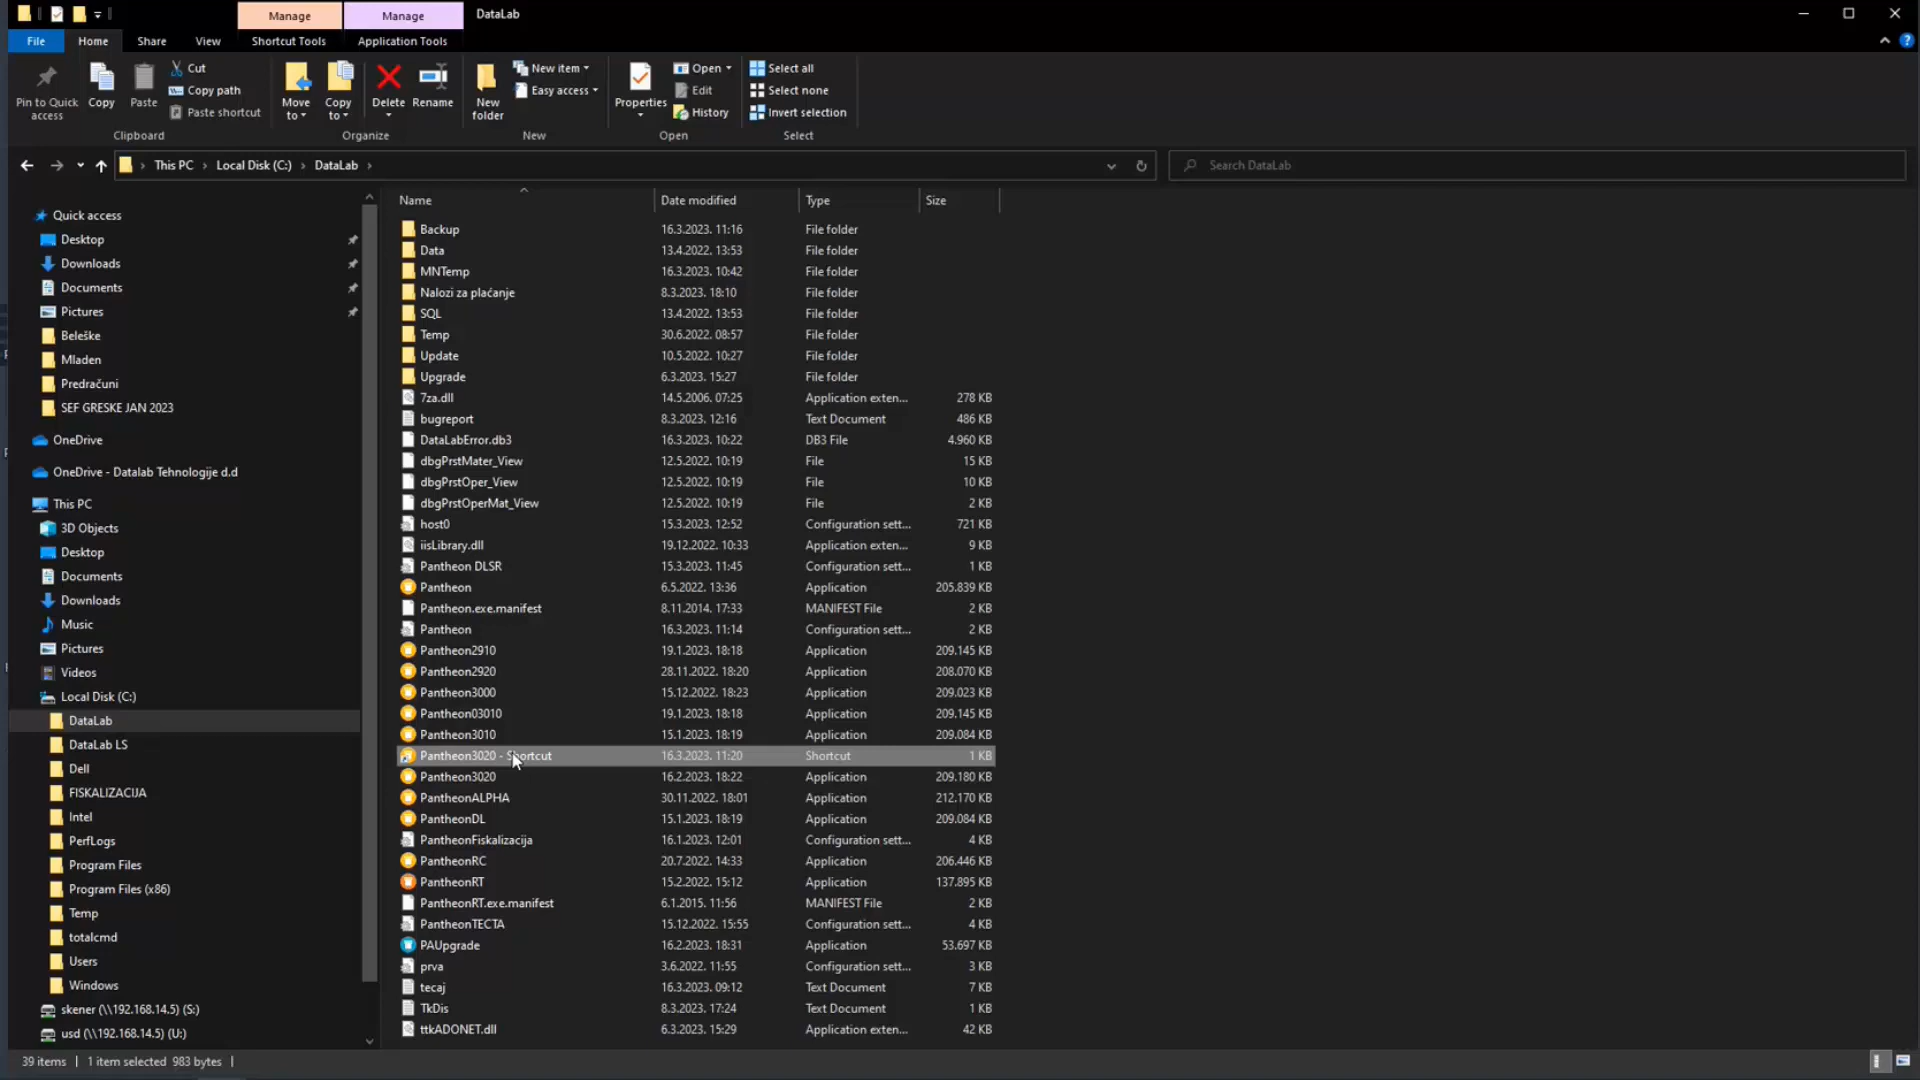 Manage
Manage
DataLab
File
Home
Share
View
Shortcut Tools
Application Tools
Pin to Quick access
Copy
Paste
Cut
Copy path
Paste shortcut
Move to
Copy to
Delete
Rename
New folder
New item
Easy access
Properties
Open
Edit
History
Select all
Select none
Invert selection
Clipboard
Organize
New
Open
Select
This PC › Local Disk (C:) › DataLab ›
Search DataLab
Name Date modified Type Size
Quick access
Desktop
Downloads
Documents
Pictures
Beleške
Mladen
Predračuni
SEF GRESKE JAN 2023
OneDrive
OneDrive - Datalab Tehnologije d.d
This PC
3D Objects
Desktop
Documents
Downloads
Music
Pictures
Videos
Local Disk (C:)
DataLab
DataLab LS
Dell
FISKALIZACIJA
Intel
PerfLogs
Program Files
Program Files (x86)
Temp
totalcmd
Users
Windows
skener (\\192.168.14.5) (S:)
usd (\\192.168.14.5) (U:)
Backup 16.3.2023. 11:16 File folder
Data 13.4.2022. 13:53 File folder
MNTemp 16.3.2023. 10:42 File folder
Nalozi za plaćanje 8.3.2023. 18:10 File folder
SQL 13.4.2022. 13:53 File folder
Temp 30.6.2022. 08:57 File folder
Update 10.5.2022. 10:27 File folder
Upgrade 6.3.2023. 15:27 File folder
7za.dll 14.5.2006. 07:25 Application exten... 278 KB
bugreport 8.3.2023. 12:16 Text Document 486 KB
DataLabError.db3 16.3.2023. 10:22 DB3 File 4.960 KB
dbgPrstMater_View 12.5.2022. 10:19 File 15 KB
dbgPrstOper_View 12.5.2022. 10:19 File 10 KB
dbgPrstOperMat_View 12.5.2022. 10:19 File 2 KB
host0 15.3.2023. 12:52 Configuration sett... 721 KB
iisLibrary.dll 19.12.2022. 10:33 Application exten... 9 KB
Pantheon DLSR 15.3.2023. 11:45 Configuration sett... 1 KB
Pantheon 6.5.2022. 13:36 Application 205.839 KB
Pantheon.exe.manifest 8.11.2014. 17:33 MANIFEST File 2 KB
Pantheon 16.3.2023. 11:14 Configuration sett... 2 KB
Pantheon2910 19.1.2023. 18:18 Application 209.145 KB
Pantheon2920 28.11.2022. 18:20 Application 208.070 KB
Pantheon3000 15.12.2022. 18:23 Application 209.023 KB
Pantheon03010 19.1.2023. 18:18 Application 209.145 KB
Pantheon3010 15.1.2023. 18:19 Application 209.084 KB
Pantheon3020 - Shortcut 16.3.2023. 11:20 Shortcut 1 KB
Pantheon3020 16.2.2023. 18:22 Application 209.180 KB
PantheonALPHA 30.11.2022. 18:01 Application 212.170 KB
PantheonDL 15.1.2023. 18:19 Application 209.084 KB
PantheonFiskalizacija 16.1.2023. 12:01 Configuration sett... 4 KB
PantheonRC 20.7.2022. 14:33 Application 206.446 KB
PantheonRT 15.2.2022. 15:12 Application 137.895 KB
PantheonRT.exe.manifest 6.1.2015. 11:56 MANIFEST File 2 KB
PantheonTECTA 15.12.2022. 15:55 Configuration sett... 4 KB
PAUpgrade 16.2.2023. 18:31 Application 53.697 KB
prva 3.6.2022. 11:55 Configuration sett... 3 KB
tecaj 16.3.2023. 09:12 Text Document 7 KB
TkDis 8.3.2023. 17:24 Text Document 1 KB
ttkADONET.dll 6.3.2023. 15:29 Application exten... 42 KB
39 items | 1 item selected 983 bytes |